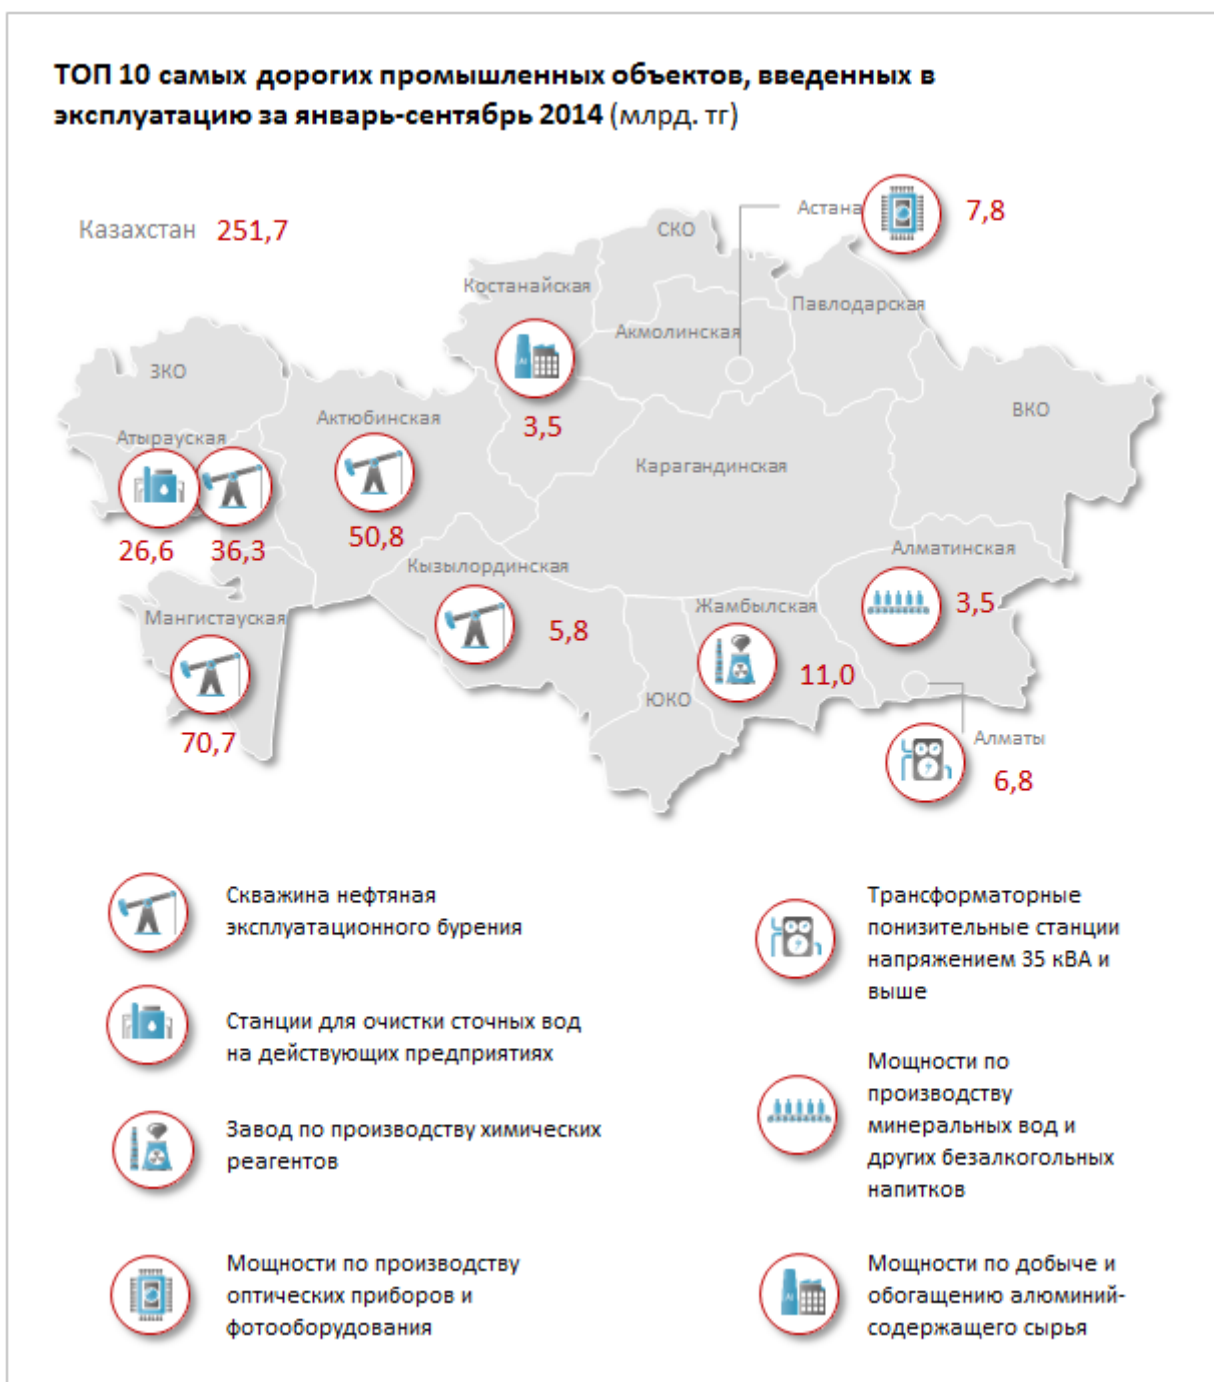 ТОП 10 самых дорогих промышленных объектов, введенных в
эксплуатацию за январь-сентябрь 2014 (млрд. тг)
Казахстан 251,7
Астана 7,8
СКО
Костанайская
Павлодарская
Акмолинская
3,5
ЗКО
ВКО
Актюбинская
Атырауская
Карагандинская
50,8
26,6 36,3
Алматинская
Кызылординская
3,5
Жамбылская
Мангистауская
5,8
11,0
ЮКО
70,7
Алматы
6,8
Скважина нефтяная
эксплуатационного бурения
Станции для очистки сточных вод
на действующих предприятиях
Завод по производству химических
реагентов
Мощности по производству
оптических приборов и
фотооборудования
Трансформаторные
понизительные станции
напряжением 35 кВА и
выше
Мощности по
производству
минеральных вод и
других безалкогольных
напитков
Мощности по добыче и
обогащению алюминий-
содержащего сырья